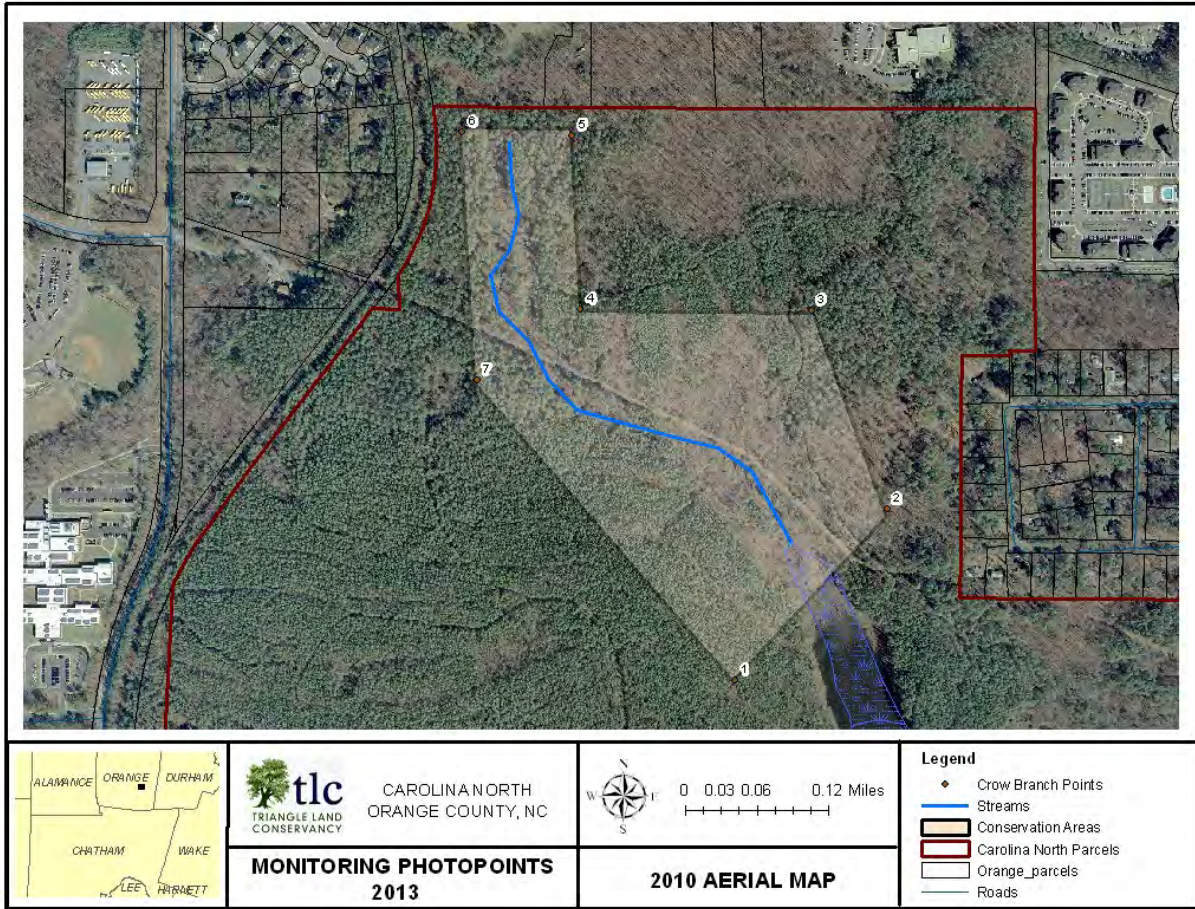 6
5
4
3
7
2
1
ALAMANCE
ORANGE
DURHAM
CHATHAM
WAKE
LEE
HARNETT
tlc
TRIANGLE LAND
CONSERVANCY
CAROLINA NORTH
ORANGE COUNTY, NC
MONITORING PHOTOPOINTS
2013
N
W
E
S
0 0.03 0.06 0.12 Miles
2010 AERIAL MAP
Legend
Crow Branch Points
Streams
Conservation Areas
Carolina North Parcels
Orange_parcels
Roads